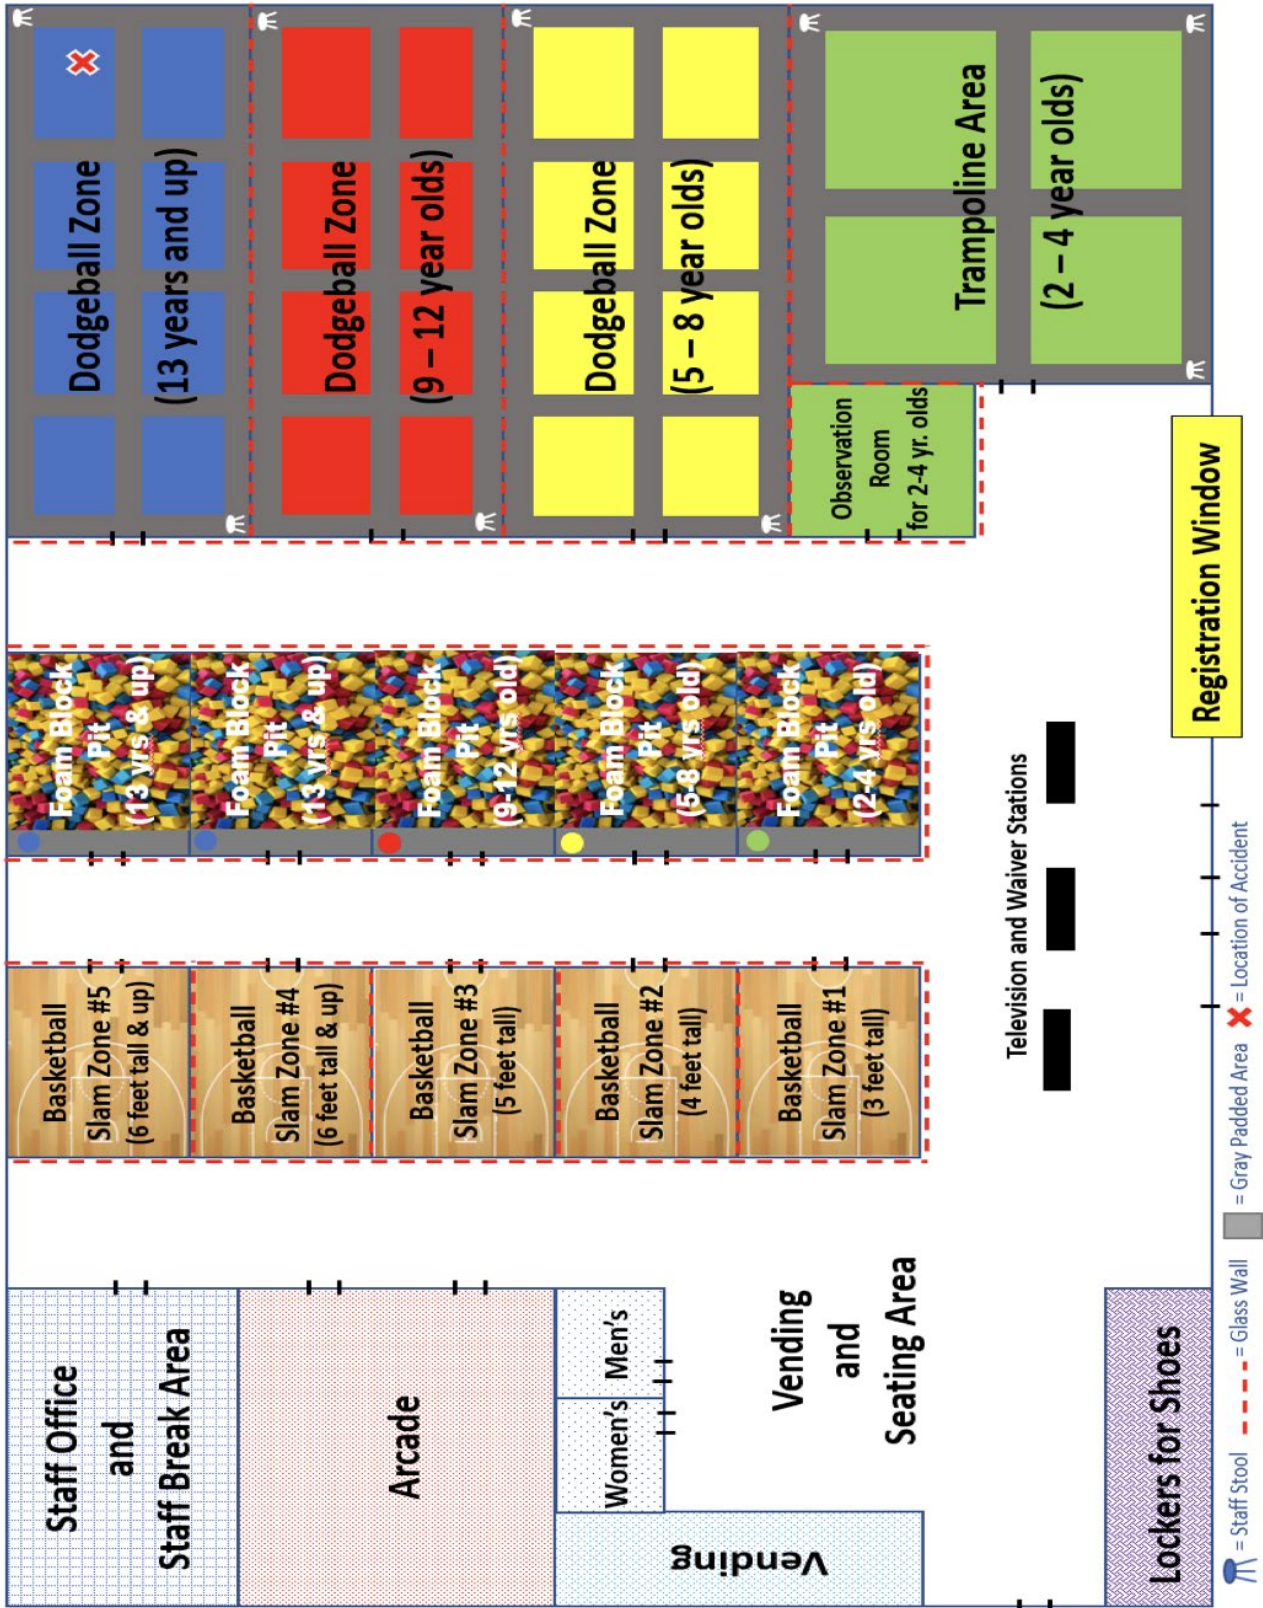 Staff Office
and
Staff Break Area
Arcade
Women's
Men's
Vending
Vending
and
Seating Area
Lockers for Shoes
Basketball
Slam Zone #5
(6 feet tall & up)
Basketball
Slam Zone #4
(6 feet tall & up)
Basketball
Slam Zone #3
(5 feet tall)
Basketball
Slam Zone #2
(4 feet tall)
Basketball
Slam Zone #1
(3 feet tall)
Foam Block
Pit
(13 yrs & up)
Foam Block
Pit
(13 yrs & up)
Foam Block
Pit
(9-12 yrs old)
Foam Block
Pit
(5-8 yrs old)
Foam Block
Pit
(2-4 yrs old)
Television and Waiver Stations
Dodgeball Zone
(13 years and up)
Dodgeball Zone
(9 – 12 year olds)
Dodgeball Zone
(5 – 8 year olds)
Observation
Room
for 2-4 yr. olds
Trampoline Area
(2 – 4 year olds)
Registration Window
= Staff Stool
= Glass Wall
= Gray Padded Area
= Location of Accident